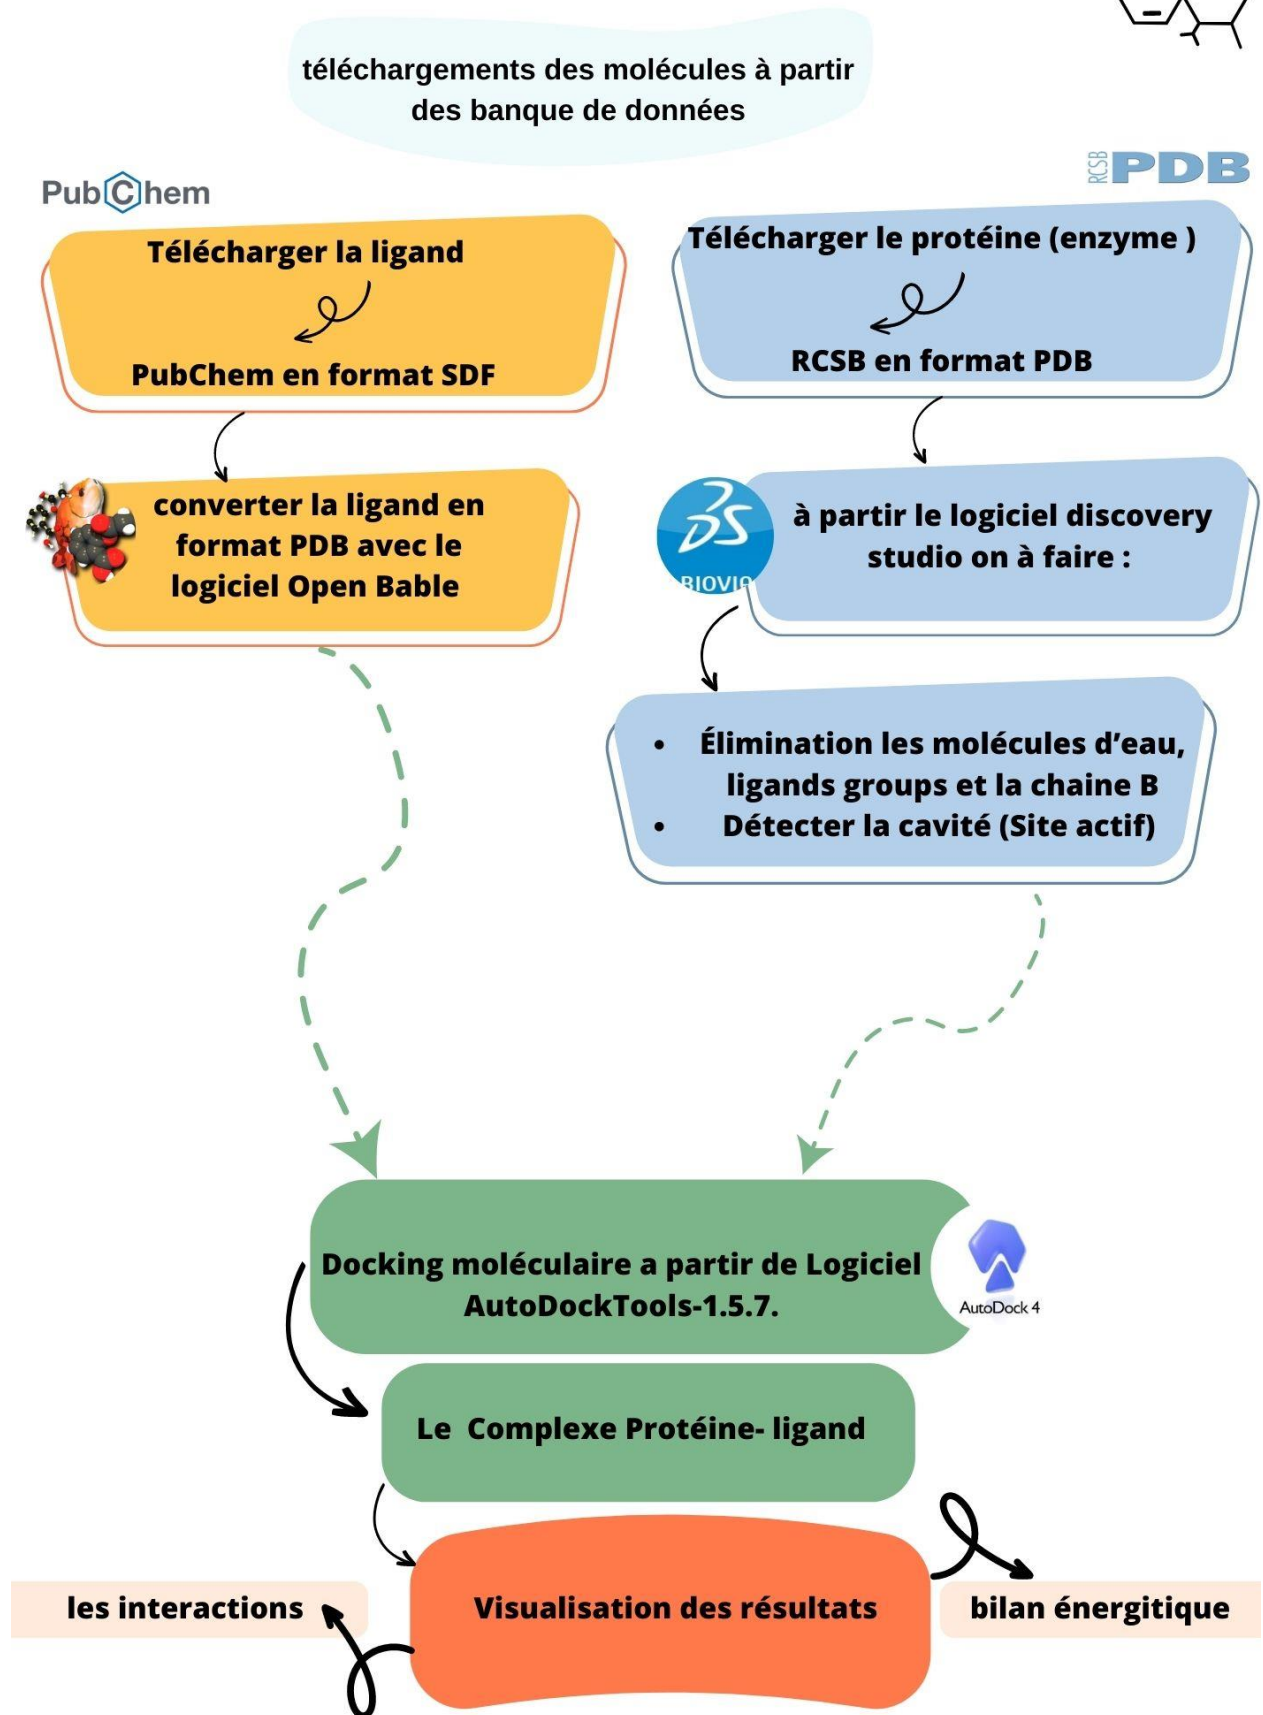 téléchargements des molécules à partir
des banque de données
PubChem
RCSB PDB
Télécharger la ligand
PubChem en format SDF
Télécharger le protéine (enzyme )
RCSB en format PDB
converter la ligand en
format PDB avec le
logiciel Open Bable
BIOVIA
à partir le logiciel discovery
studio on à faire :
• Élimination les molécules d’eau,
ligands groups et la chaine B
• Détecter la cavité (Site actif)
Docking moléculaire a partir de Logiciel
AutoDockTools-1.5.7.
AutoDock 4
Le Complexe Protéine- ligand
les interactions
Visualisation des résultats
bilan énergitique